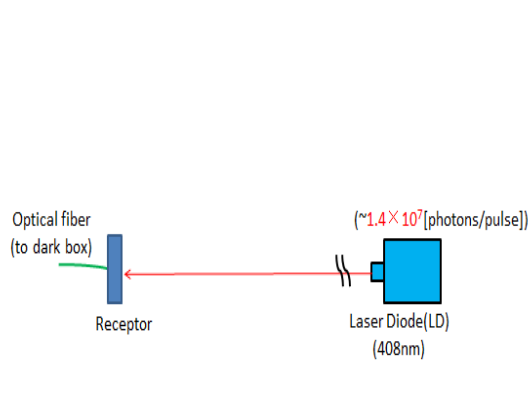 Optical fiber
(to dark box)
(~1.4×10⁷[photons/pulse])
Receptor
Laser Diode(LD)
(408nm)